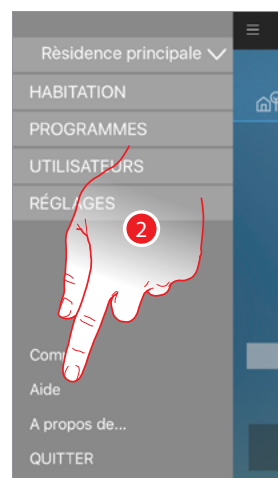 Rèsidence principale
HABITATION
PROGRAMMES
UTILISATEURS
RÉGLAGES
2
Aide
A propos de...
QUITTER